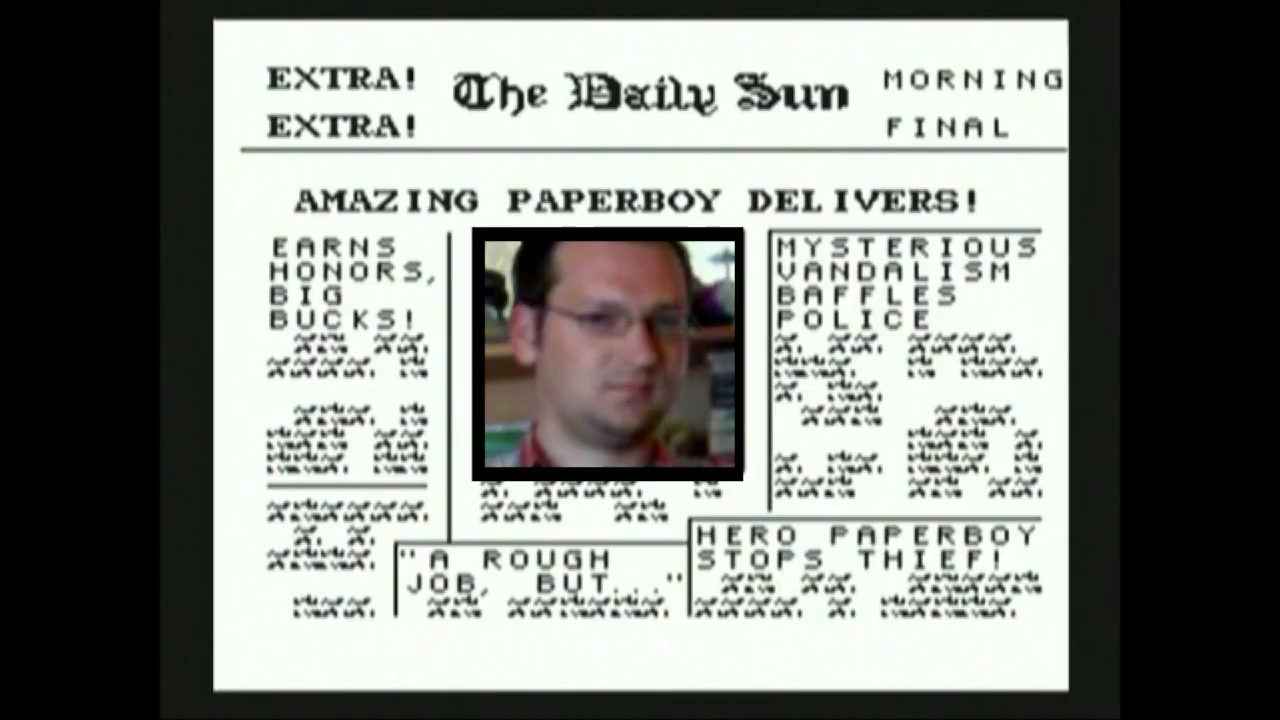 EXTRA!
EXTRA!
The Daily Sun
MORNING
FINAL
AMAZING PAPERBOY DELIVERS!
EARNS
HONORS,
BIG
BUCKS!
MYSTERIOUS
VANDALISM
BAFFLES
POLICE
"A ROUGH
JOB, BUT..."
HERO PAPERBOY
STOPS THIEF!